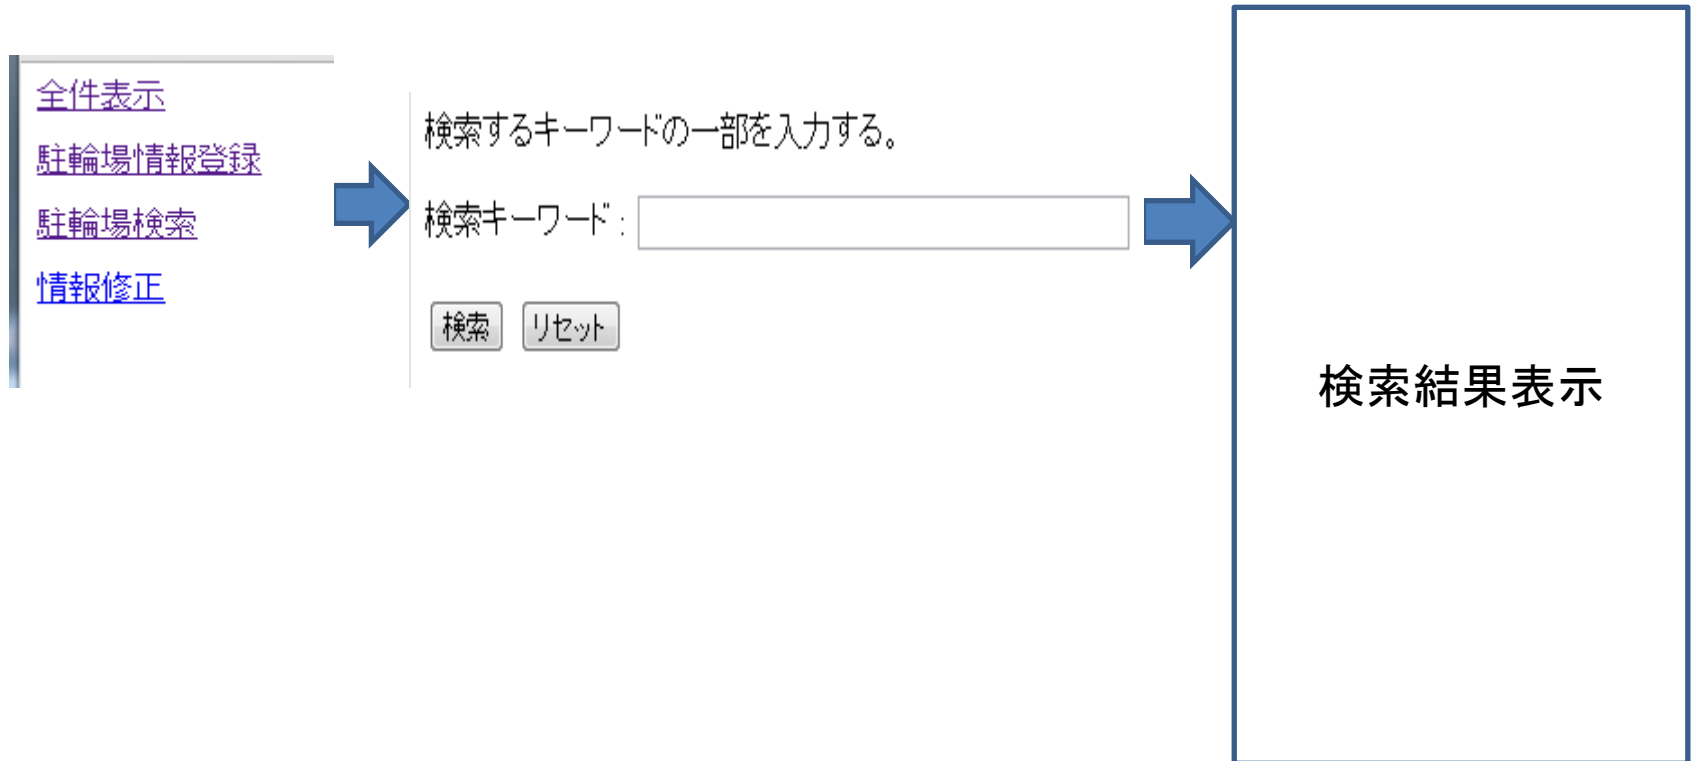 全件表示
駐輪場情報登録
駐輪場検索
情報修正
検索するキーワードの一部を入力する。
検索キーワード :
検索 リセット
検索結果表示